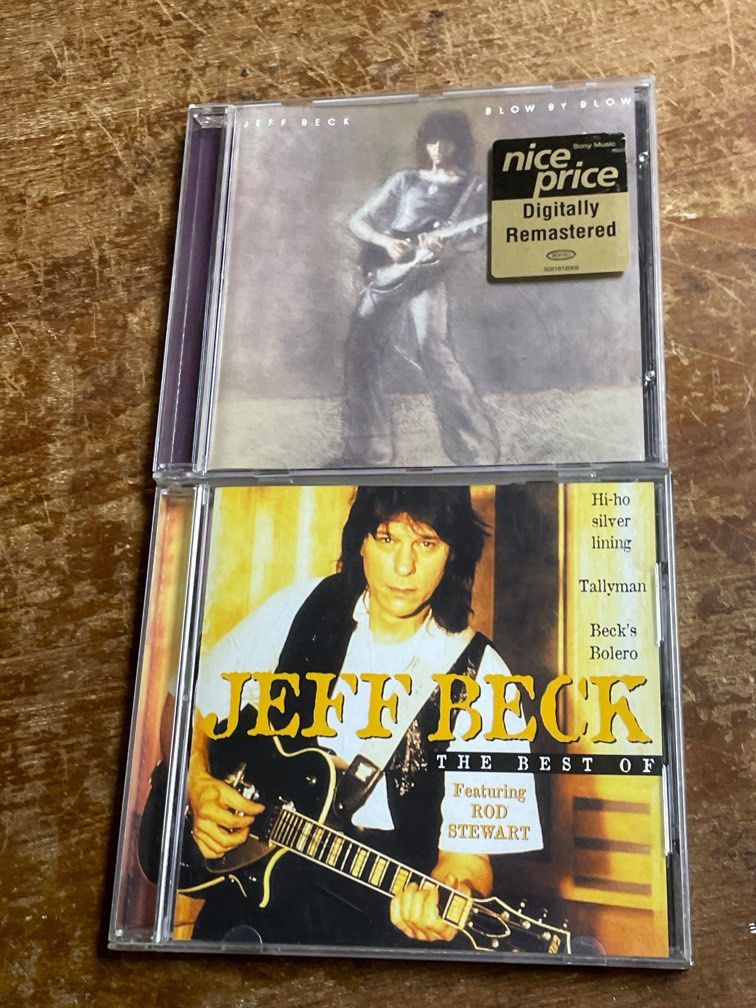 JEFF BECK
BLOW BY BLOW
Sony Music
nice
price
Digitally
Remastered
Hi-ho
silver
lining
Tallyman
Beck's
Bolero
JEFF BECK
THE BEST OF
Featuring
ROD
STEWART